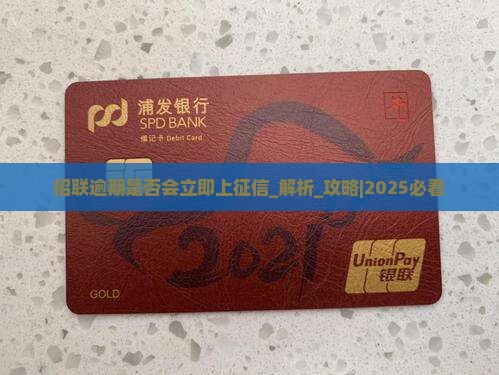 浦发银行
SPD BANK
借记卡 Debit Card
牛
招联逾期是否会立即上征信_解析_攻略|2025必看
2021
GOLD
UnionPay
银联